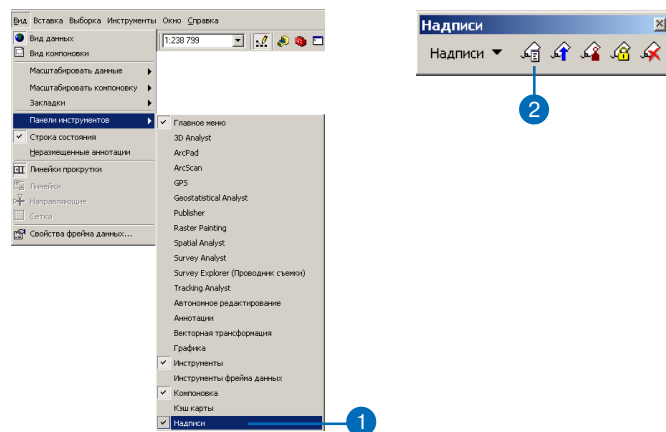 Вид Вставка Выборка Инструменты Окно Справка
Вид данных
Вид компоновки
Масштабировать данные
Масштабировать компоновку
Закладки
Панели инструментов
Строка состояния
Неразмещенные аннотации
Линейки прокрутки
Линейки
Направляющие
Сетка
Свойства фрейма данных...
1:238 799
Главное меню
3D Analyst
ArcPad
ArcScan
GPS
Geostatistical Analyst
Publisher
Raster Painting
Spatial Analyst
Survey Analyst
Survey Explorer (Проводник съемки)
Tracking Analyst
Автономное редактирование
Аннотации
Векторная трансформация
Графика
Инструменты
Инструменты фрейма данных
Компоновка
Кэш карты
Надписи
1
Надписи
Надписи
2